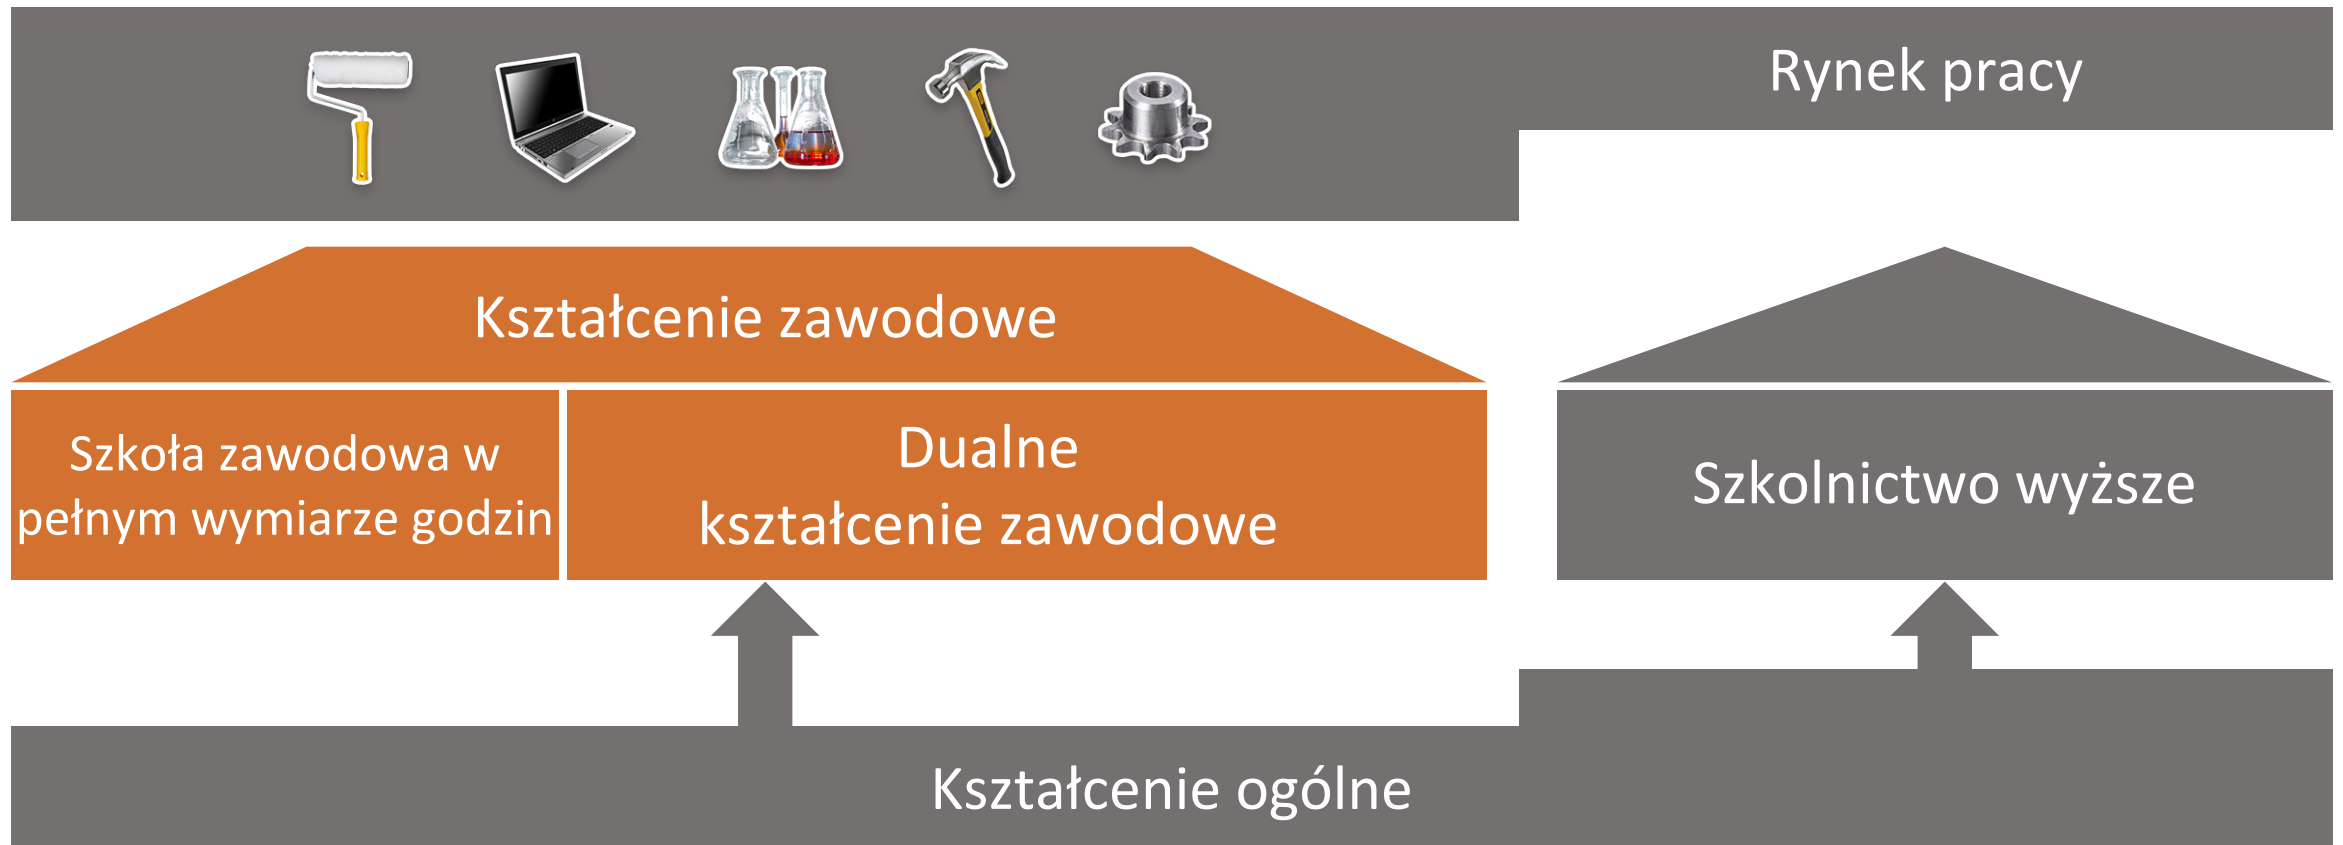 Rynek pracy
Kształcenie zawodowe
Szkoła zawodowa w
pełnym wymiarze godzin
Dualne
kształcenie zawodowe
Szkolnictwo wyższe
Kształcenie ogólne